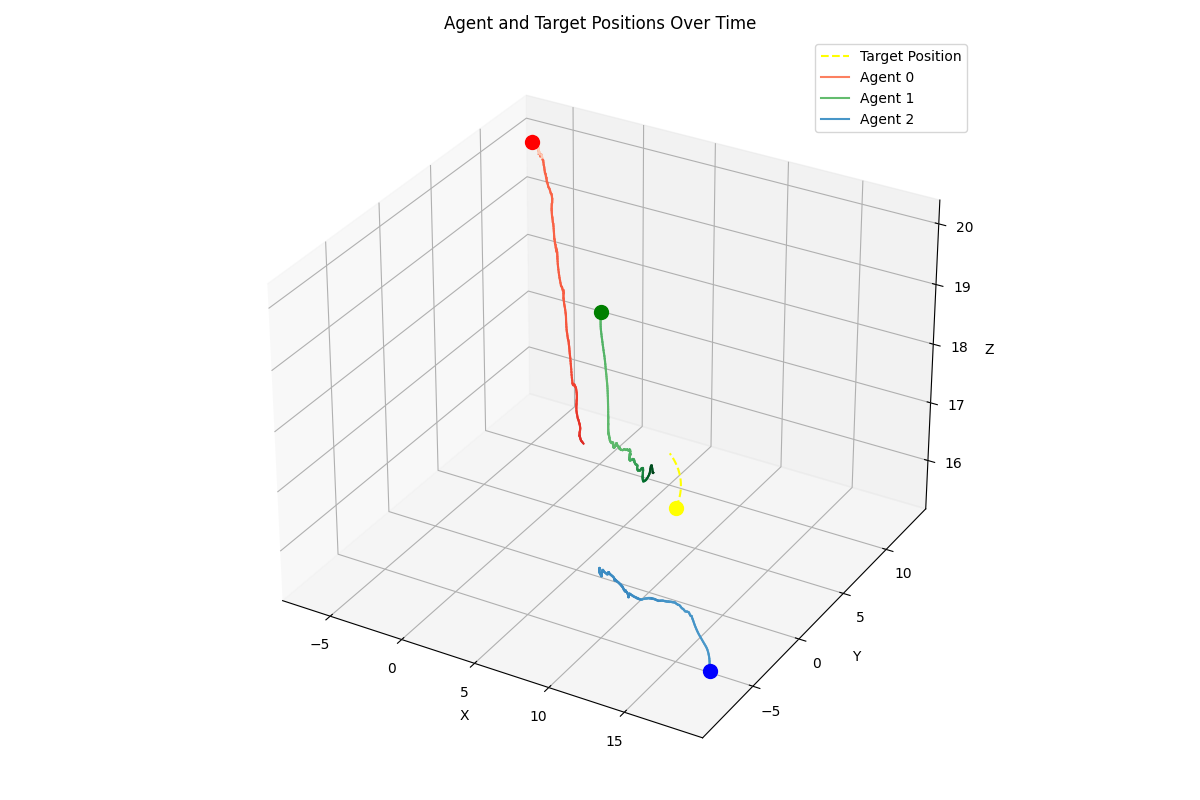 Agent and Target Positions Over Time
Target Position
Agent 0
Agent 1
Agent 2
20
19
18
17
16
Z
10
5
0
−5
Y
−5
0
5
10
15
X